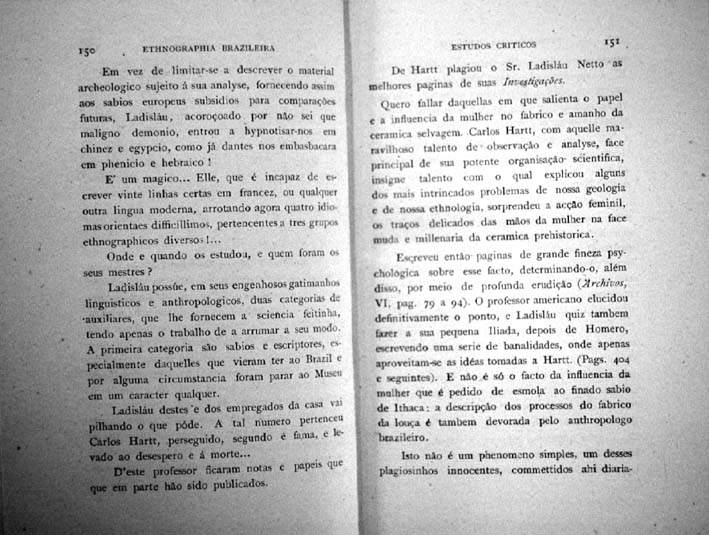 150 ETHNOGRAPHIA BRAZILEIRA
Em vez de limitar-se a descrever o material
archeologico sujeito á sua analyse, fornecendo assim
aos sabios europeus subsidios para comparações
futuras, Ladisláu, acoroçoado por não sei que
maligno demonio, entrou a hypnotisar-nos em
chinez e egypcio, como já dantes nos embasbacara
em phenicio e hebraico !
E' um magico... Elle, que é incapaz de es-
crever vinte linhas certas em francez, ou qualquer
outra lingua moderna, arrotando agora quatro idio-
mas orientaes difficillimos, pertencentes a tres grupos
ethnographicos diversos!...
Onde e quando os estudou, e quem foram os
seus mestres ?
Ladisláu possúe, em seus engenhosos gatimanhos
linguisticos e anthropologicos, duas categorias de
auxiliares, que lhe fornecem a sciencia feitinha,
tendo apenas o trabalho de a arrumar a seu modo.
A primeira categoria são sabios e escriptores, es-
pecialmente daquelles que vieram ter ao Brazil e
por alguma circumstancia foram parar ao Museu
em um caracter qualquer.
Ladisláu destes e dos empregados da casa vai
pilhando o que póde. A tal numero pertenceu
Carlos Hartt, perseguido, segundo é fama, e le-
vado ao desespero e á morte...
D'este professor ficaram notas e papeis que
que em parte hão sido publicados.
ESTUDOS CRITICOS 151
De Hartt plagiou o Sr. Ladisláu Netto as
melhores paginas de suas Investigações.
Quero fallar daquellas em que salienta o papel
e a influencia da mulher no fabrico e amanho da
ceramica selvagem. Carlos Hartt, com aquelle ma-
ravilhoso talento de observação e analyse, face
principal de sua potente organisação scientifica,
insigne talento com o qual explicou alguns
dos mais intrincados problemas de nossa geologia
e de nossa ethnologia, sorprendeu a acção feminil,
os traços delicados das mãos da mulher na face
muda e millenaria da ceramica prehistorica.
Escreveu então paginas de grande fineza psy-
chologica sobre esse facto, determinando-o, além
disso, por meio de profunda erudição (Archivos,
VI, pag. 79 a 94). O professor americano elucidou
definitivamente o ponto, e Ladisláu quiz tambem
fazer a sua pequena Iliada, depois de Homero,
escrevendo uma serie de banalidades, onde apenas
aproveitam-se as idéas tomadas a Hartt. (Pags. 404
e seguintes). E não é só o facto da influencia da
mulher que é pedido de esmola ao finado sabio
de Ithaca: a descripção dos processos do fabrico
da louça é tambem devorada pelo anthropologo
brazileiro.
Isto não é um phenomeno simples, um desses
plagiosinhos innocentes, commettidos ahi diaria-